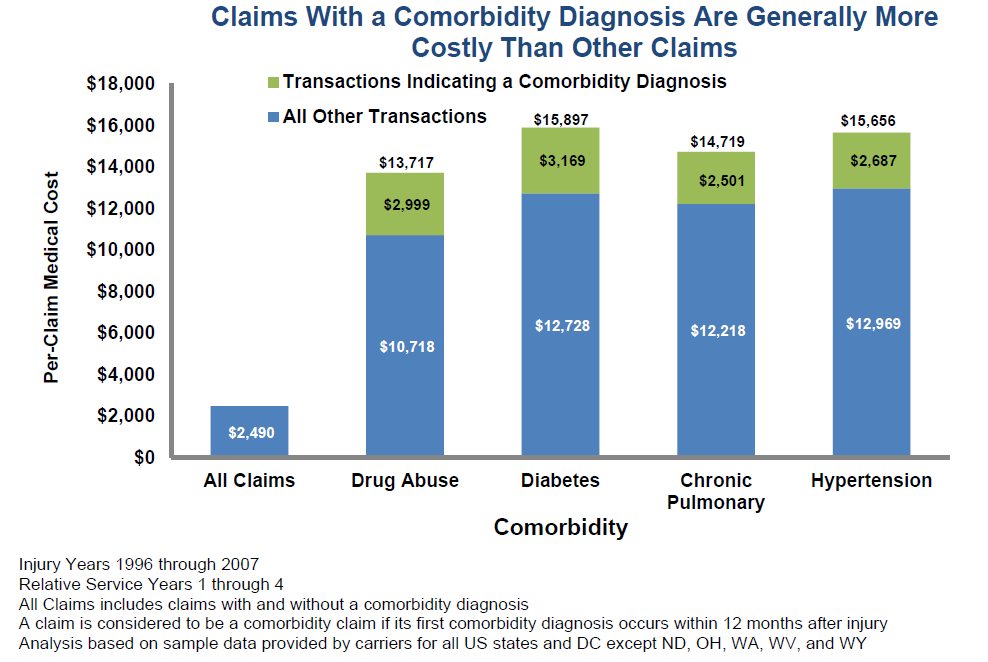 Claims With a Comorbidity Diagnosis Are Generally More
Costly Than Other Claims
Transactions Indicating a Comorbidity Diagnosis
All Other Transactions
Per-Claim Medical Cost
$18,000
$16,000
$14,000
$12,000
$10,000
$8,000
$6,000
$4,000
$2,000
$0
$2,490
$13,717
$2,999
$10,718
$15,897
$3,169
$12,728
$14,719
$2,501
$12,218
$15,656
$2,687
$12,969
All Claims
Drug Abuse
Diabetes
Chronic
Pulmonary
Hypertension
Comorbidity
Injury Years 1996 through 2007
Relative Service Years 1 through 4
All Claims includes claims with and without a comorbidity diagnosis
A claim is considered to be a comorbidity claim if its first comorbidity diagnosis occurs within 12 months after injury
Analysis based on sample data provided by carriers for all US states and DC except ND, OH, WA, WV, and WY